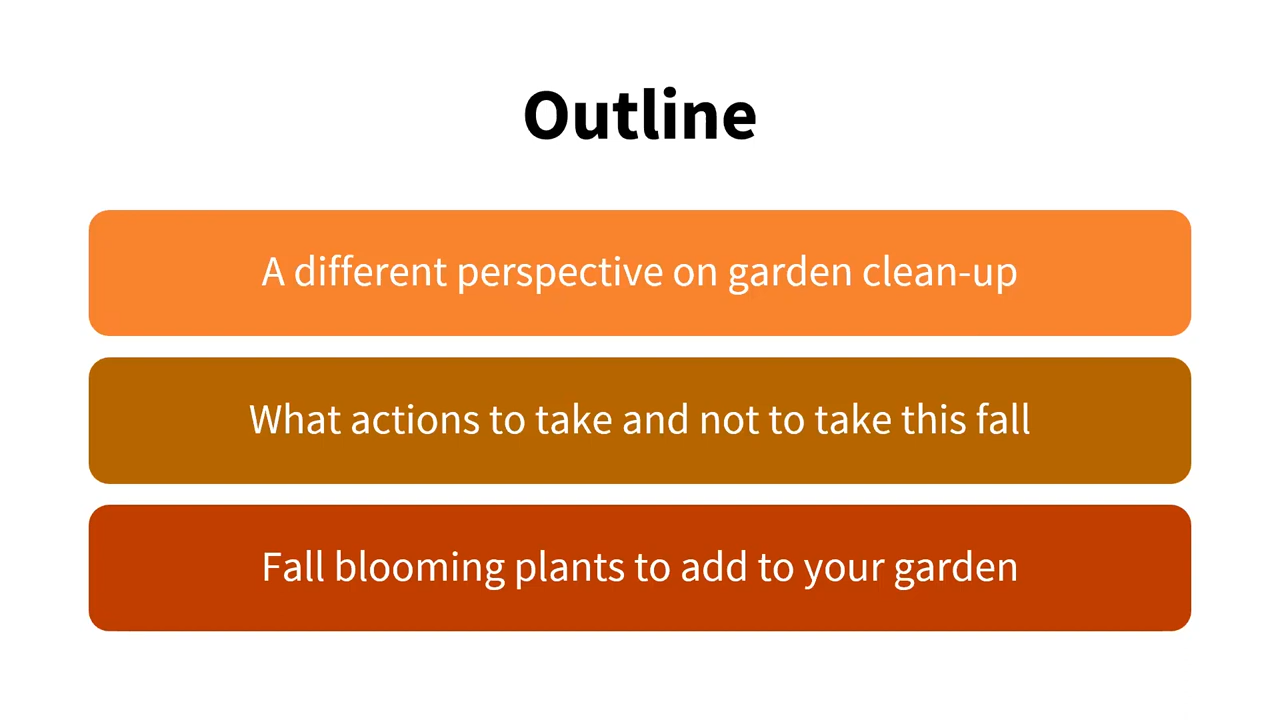 Outline
A different perspective on garden clean-up
What actions to take and not to take this fall
Fall blooming plants to add to your garden